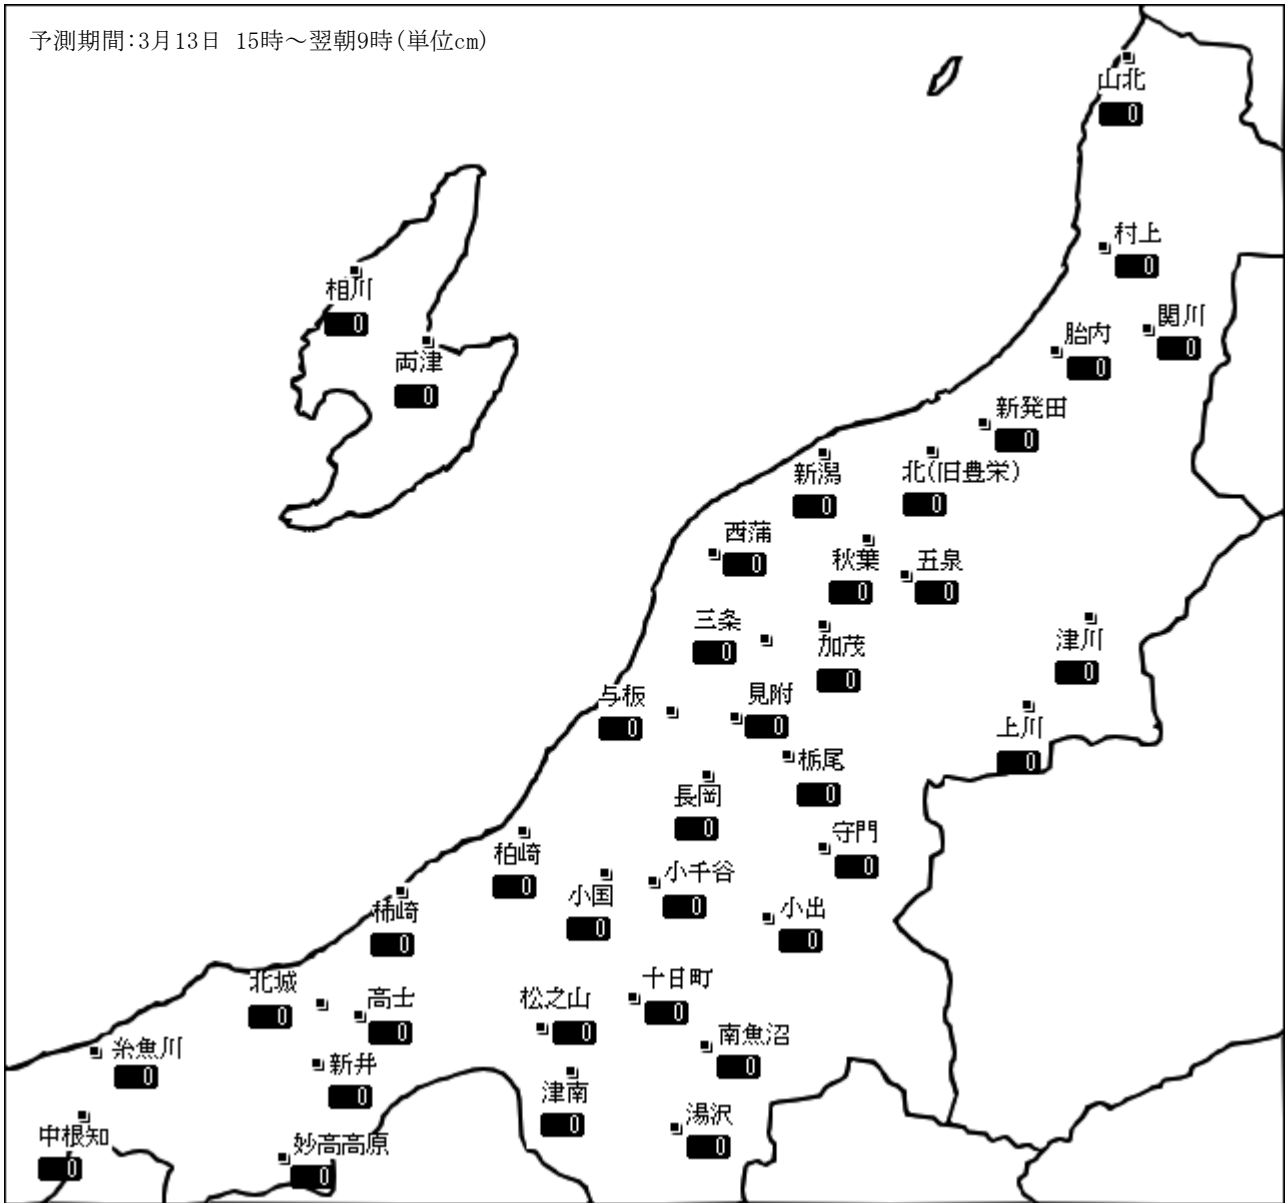 予測期間:3月13日 15時～翌朝9時(単位cm)
山北
0
村上
0
相川
0
関川
0
胎内
0
両津
0
新発田
0
新潟
0
北(旧豊栄)
0
西蒲
0
秋葉
0
五泉
0
三条
0
加茂
0
津川
0
与板
0
見附
0
上川
0
栃尾
0
長岡
0
守門
0
柏崎
0
小千谷
0
小国
0
小出
0
柿崎
0
北城
0
高士
0
松之山
0
十日町
0
南魚沼
0
糸魚川
0
新井
0
津南
0
湯沢
0
中根知
0
妙高高原
0